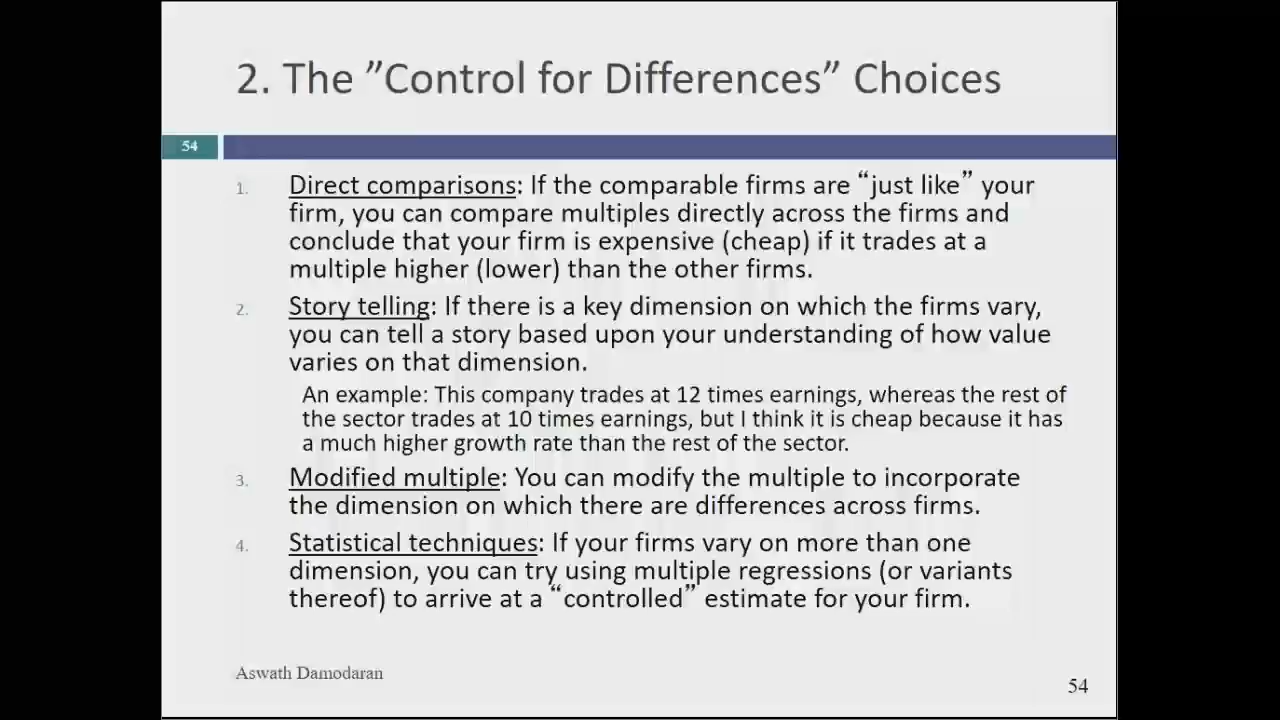 2. The ”Control for Differences” Choices
54
1. Direct comparisons: If the comparable firms are “just like” your
firm, you can compare multiples directly across the firms and
conclude that your firm is expensive (cheap) if it trades at a
multiple higher (lower) than the other firms.
2. Story telling: If there is a key dimension on which the firms vary,
you can tell a story based upon your understanding of how value
varies on that dimension.
An example: This company trades at 12 times earnings, whereas the rest of
the sector trades at 10 times earnings, but I think it is cheap because it has
a much higher growth rate than the rest of the sector.
3. Modified multiple: You can modify the multiple to incorporate
the dimension on which there are differences across firms.
4. Statistical techniques: If your firms vary on more than one
dimension, you can try using multiple regressions (or variants
thereof) to arrive at a “controlled” estimate for your firm.
Aswath Damodaran
54